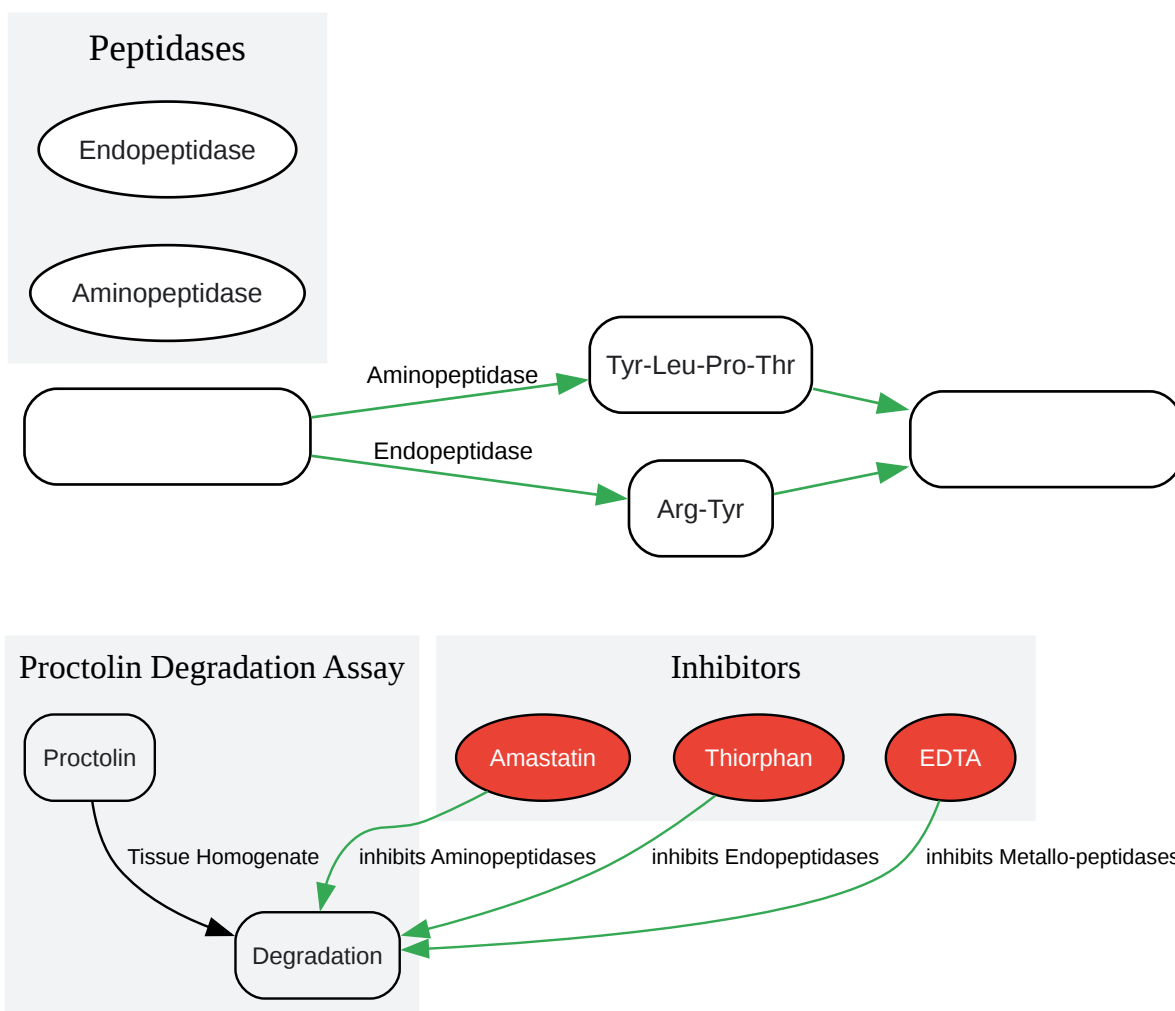 Peptidases
Endopeptidase
Aminopeptidase
Aminopeptidase
Tyr-Leu-Pro-Thr
Endopeptidase
Arg-Tyr
Proctolin Degradation Assay
Inhibitors
Proctolin
Amastatin
Thiorphan
EDTA
Tissue Homogenate
inhibits Aminopeptidases
inhibits Endopeptidases
inhibits Metallo-peptidases
Degradation